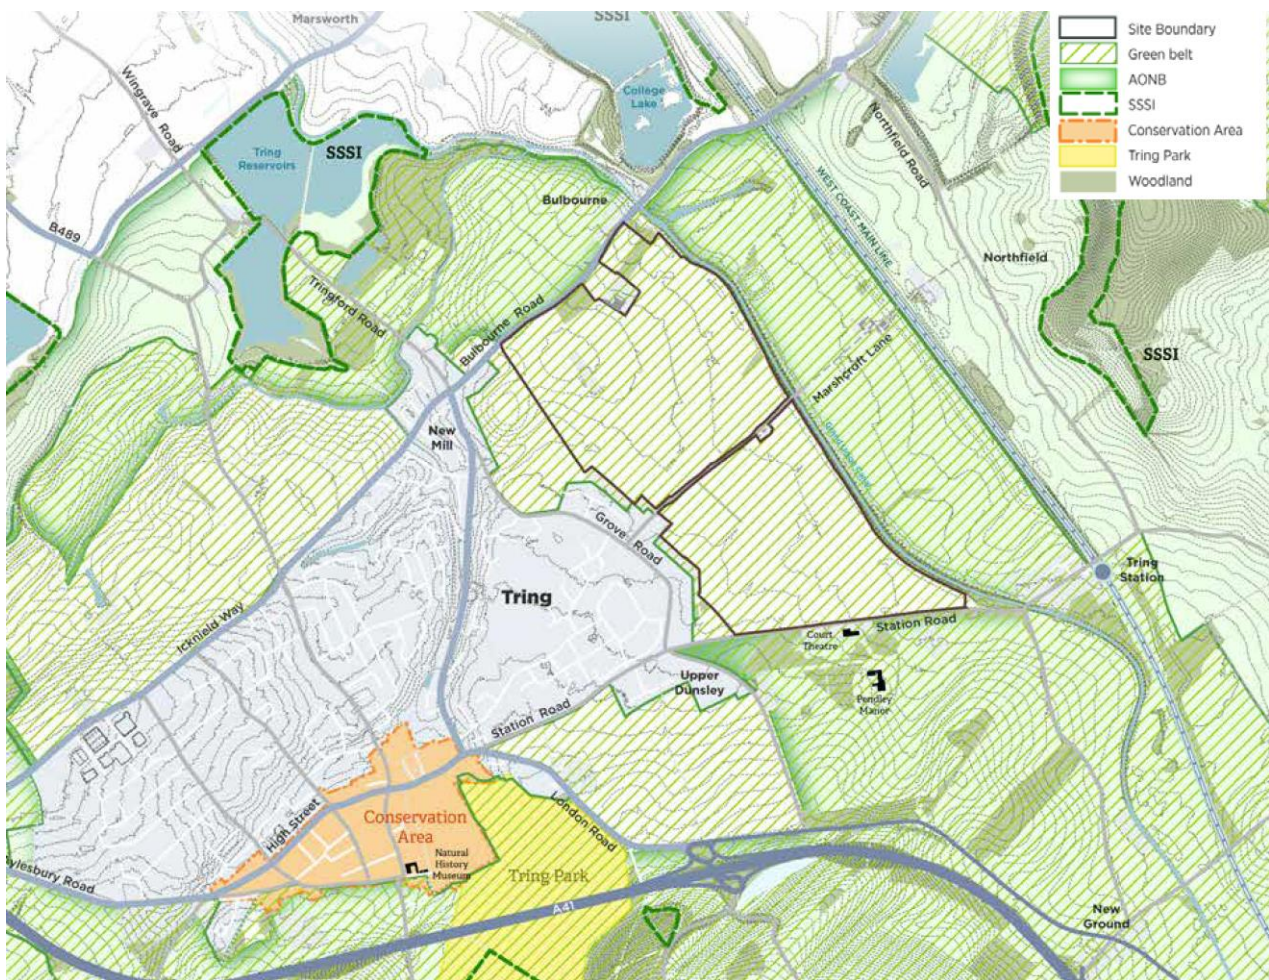 Marsworth
SSSI
Wingrave Road
College
Lake
Tring
Reservoirs
SSSI
Northfield Road
Bulbourne
B489
WEST COAST MAIN LINE
Northfield
Tringford Road
Bulbourne Road
Marshcroft Lane
SSSI
New
Mill
Grove Road
Tring
Station
Tring
Icknield Way
Court
Theatre
Station Road
Upper
Dunsley
Pendley
Manor
Station Road
High Street
London Road
Conservation
Area
Natural
History
Museum
Tring Park
A41
New
Ground
Site Boundary
Green belt
AONB
SSSI
Conservation Area
Tring Park
Woodland